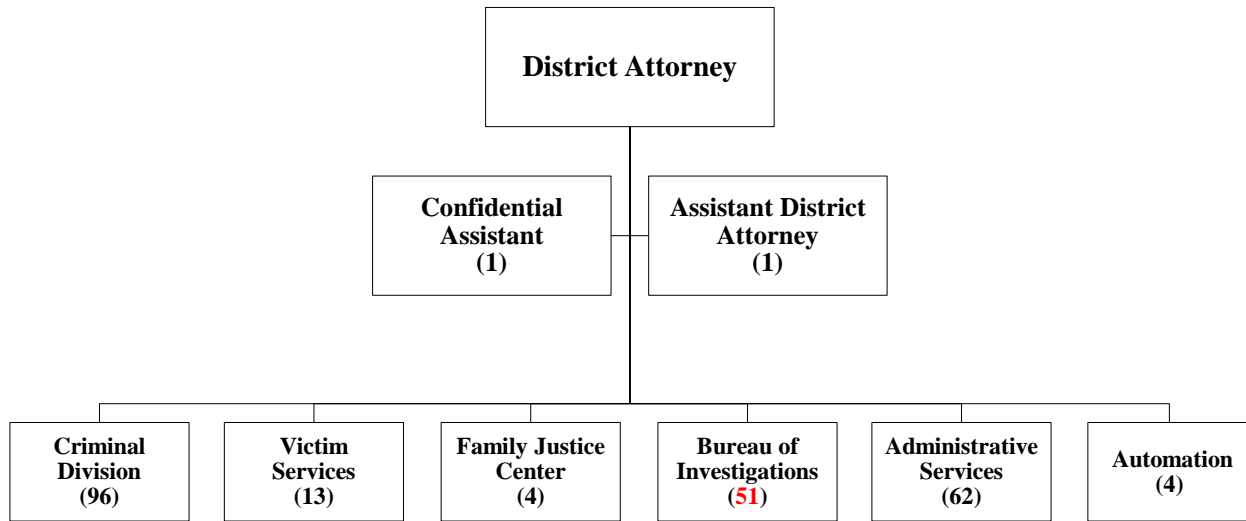 District Attorney
Confidential
Assistant
(1)
Assistant District
Attorney
(1)
Criminal
Division
(96)
Victim
Services
(13)
Family Justice
Center
(4)
Bureau of
Investigations
(51)
Administrative
Services
(62)
Automation
(4)